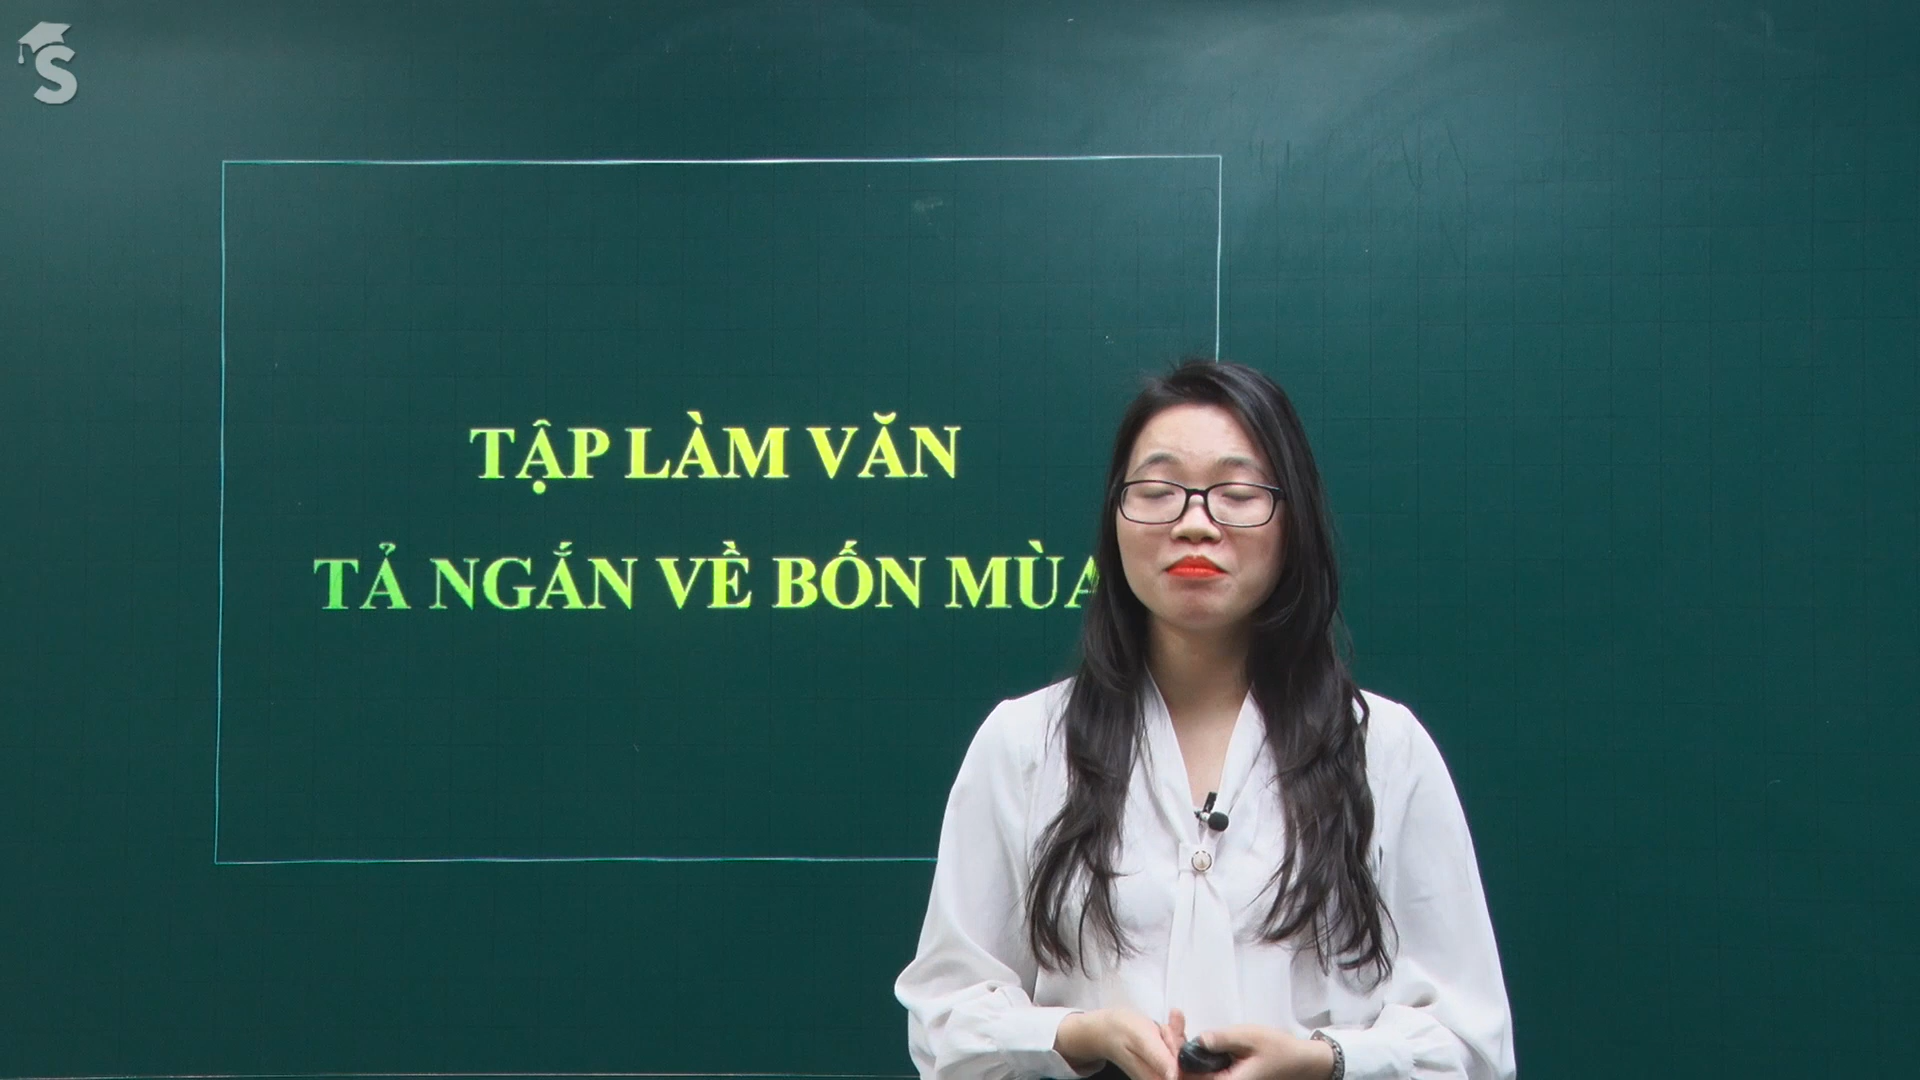 S
TẬP LÀM VĂN
TẢ NGẮN VỀ BỐN MÙA